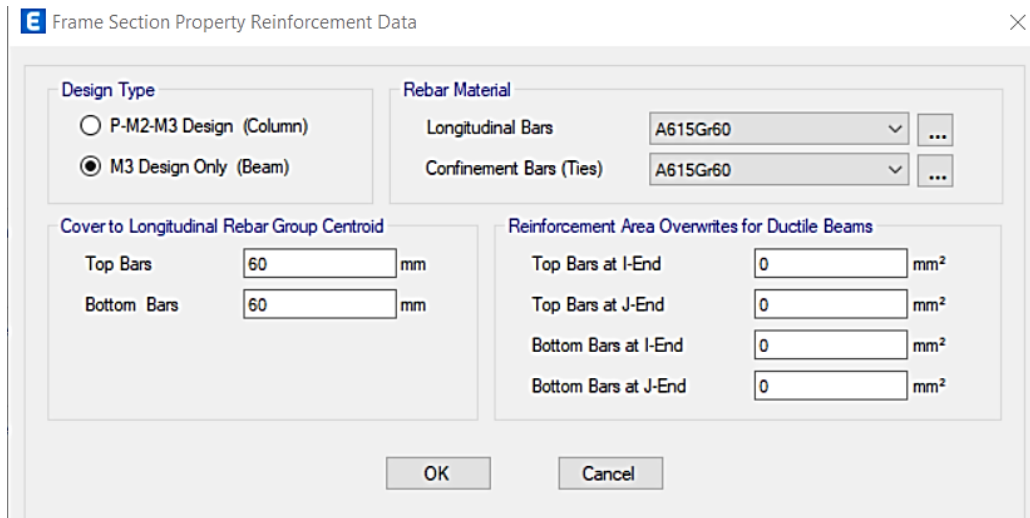 E Frame Section Property Reinforcement Data
Design Type
P-M2-M3 Design (Column)
M3 Design Only (Beam)
Rebar Material
Longitudinal Bars A615Gr60 ...
Confinement Bars (Ties) A615Gr60 ...
Cover to Longitudinal Rebar Group Centroid
Top Bars 60 mm
Bottom Bars 60 mm
Reinforcement Area Overwrites for Ductile Beams
Top Bars at I-End 0 mm²
Top Bars at J-End 0 mm²
Bottom Bars at I-End 0 mm²
Bottom Bars at J-End 0 mm²
OK Cancel